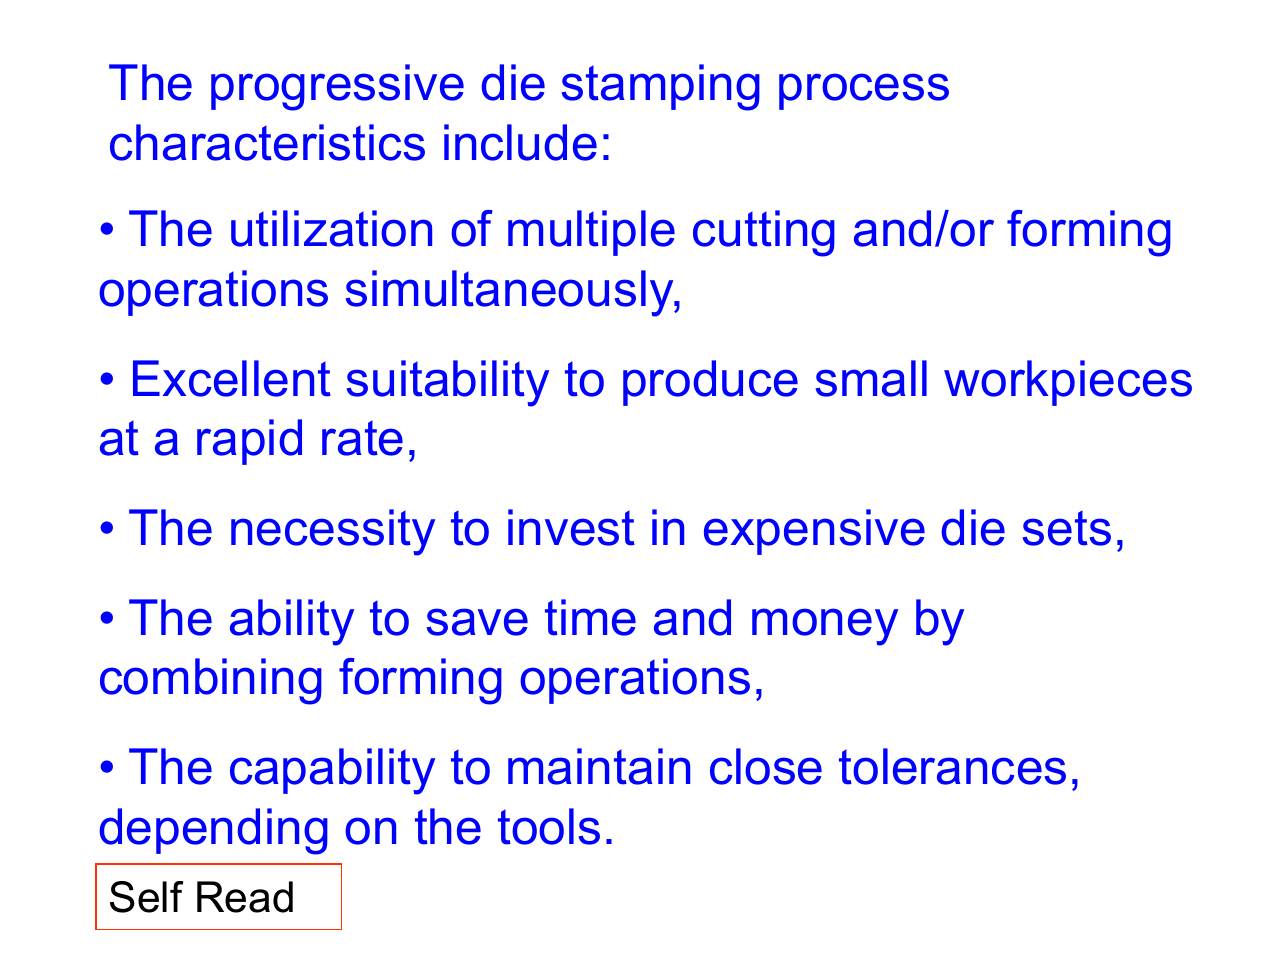 The progressive die stamping process
characteristics include:
• The utilization of multiple cutting and/or forming
operations simultaneously,
• Excellent suitability to produce small workpieces
at a rapid rate,
• The necessity to invest in expensive die sets,
• The ability to save time and money by
combining forming operations,
• The capability to maintain close tolerances,
depending on the tools.
Self Read